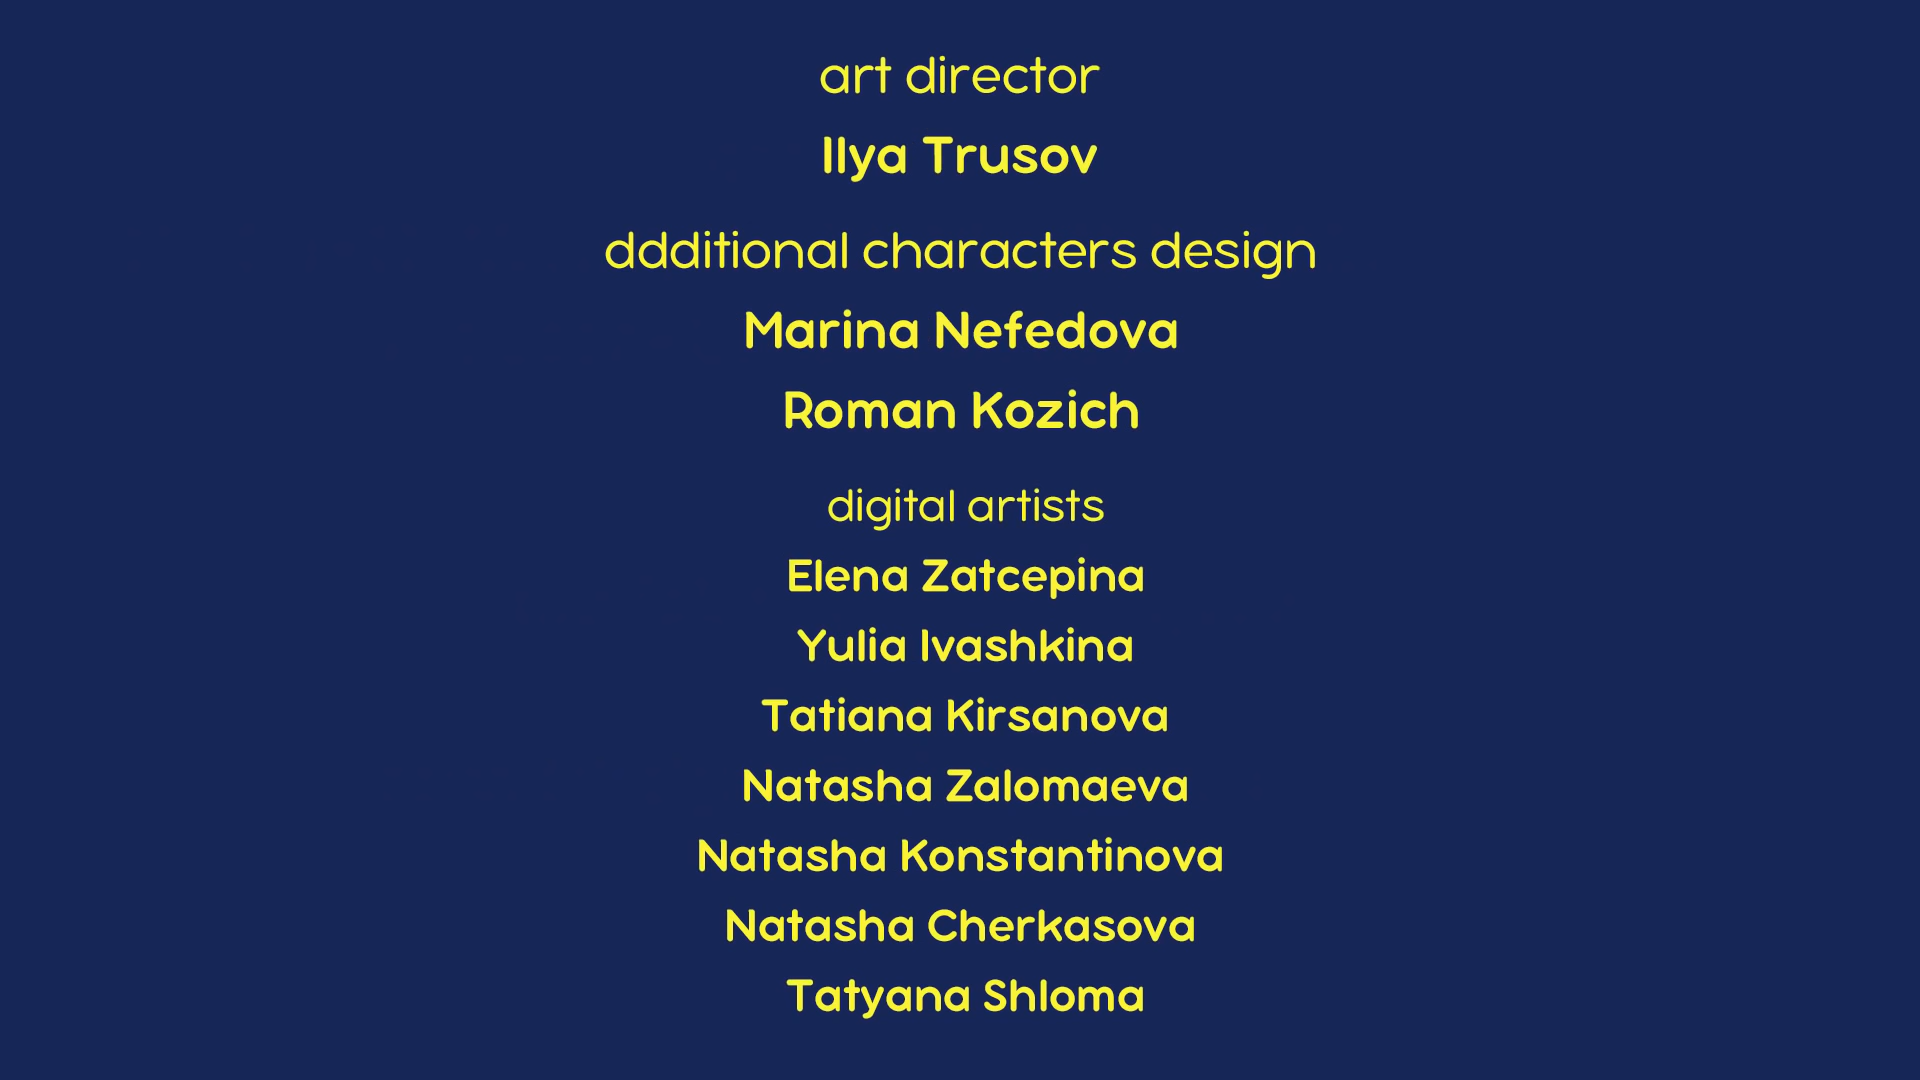 art director
Ilya Trusov
ddditional characters design
Marina Nefedova
Roman Kozich
digital artists
Elena Zatcepina
Yulia Ivashkina
Tatiana Kirsanova
Natasha Zalomaeva
Natasha Konstantinova
Natasha Cherkasova
Tatyana Shloma